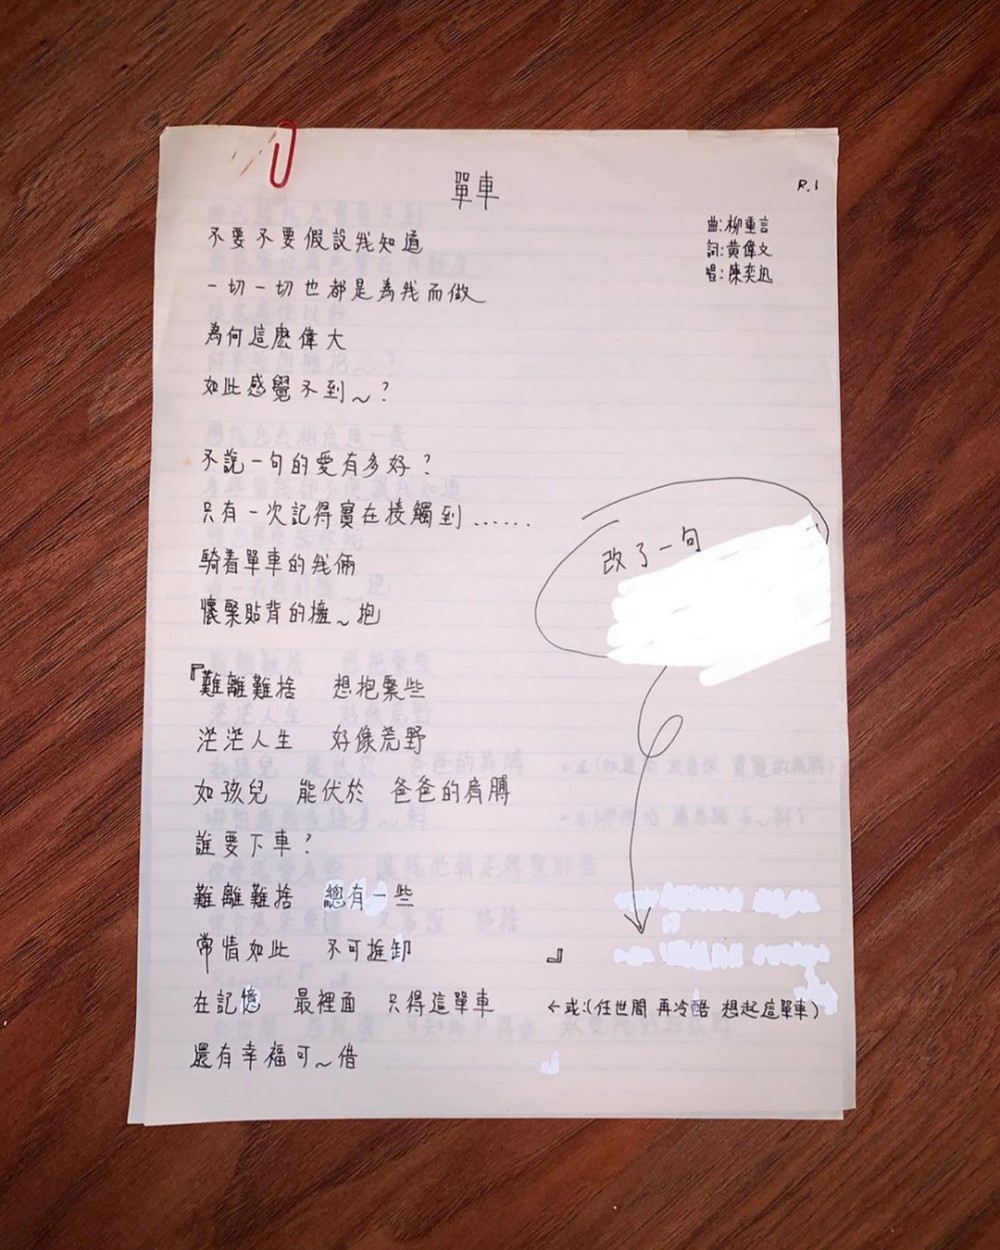 單車
P.1
曲:柳重言
詞:黃偉文
唱:陳奕迅
不要不要假設我知道
一切一切也都是為我而做
為何這麼偉大
如此感覺不到～?
不說一句的愛有多好?
只有一次記得實在接觸到......
騎着單車的我倆
懷緊貼背的擁～抱
改了一句
『難離難捨 想抱緊些
茫茫人生 好像荒野
如孩兒 能伏於 爸爸的肩膊
誰要下車?
難離難捨 總有一些
常情如此 不可推卸 』
在記憶 最裡面 只得這單車 ←或:(任世間 再冷酷 想起這單車)
還有幸福可～借